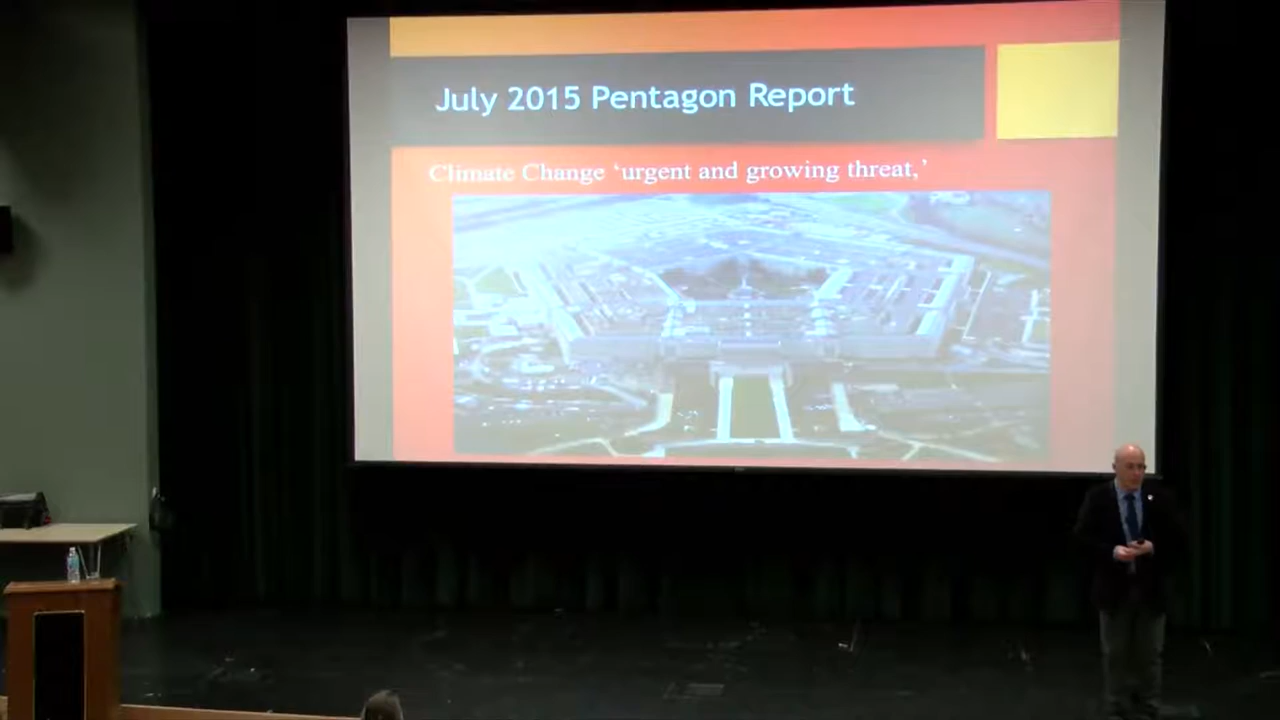 July 2015 Pentagon Report
Climate Change ‘urgent and growing threat,’